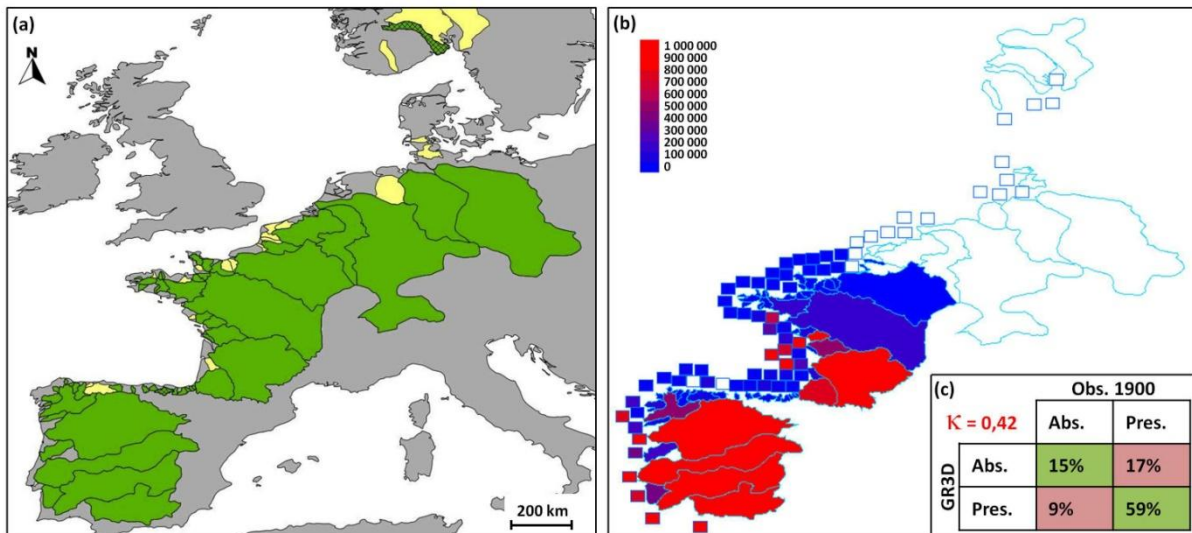 (a)
N
200 km
(b)
1 000 000
900 000
800 000
700 000
600 000
500 000
400 000
300 000
200 000
100 000
0
(c)
Obs. 1900
K = 0,42
Abs.
Pres.
GR3D
Abs.
15%
17%
Pres.
9%
59%